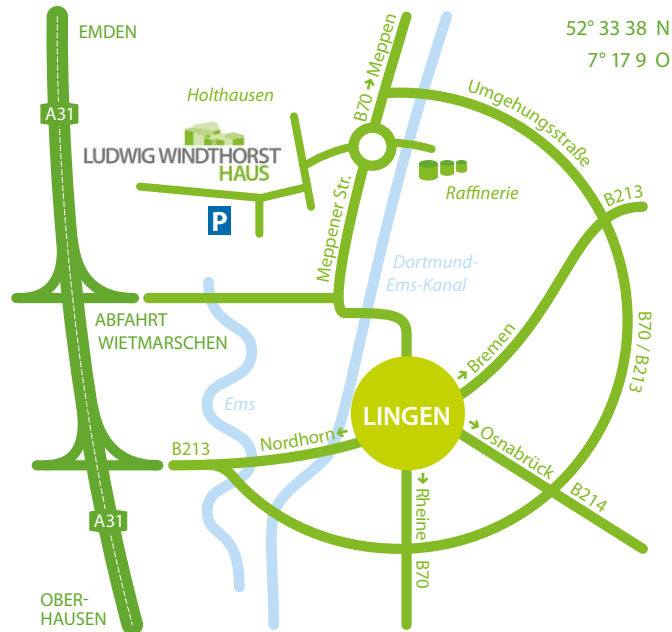 EMDEN
52° 33 38 N
7° 17 9 O
A31
Holthausen
B70 → Meppen
Umgehungsstraße
LUDWIG WINDTHORST
HAUS
Raffinerie
B213
P
Meppener Str.
Dortmund-
Ems-Kanal
ABFAHRT
WIETMARSCHEN
B70 / B213
→ Bremen
Ems
LINGEN
B213
Nordhorn ←
→ Osnabrück
B214
→ Rheine
B70
A31
OBER-
HAUSEN